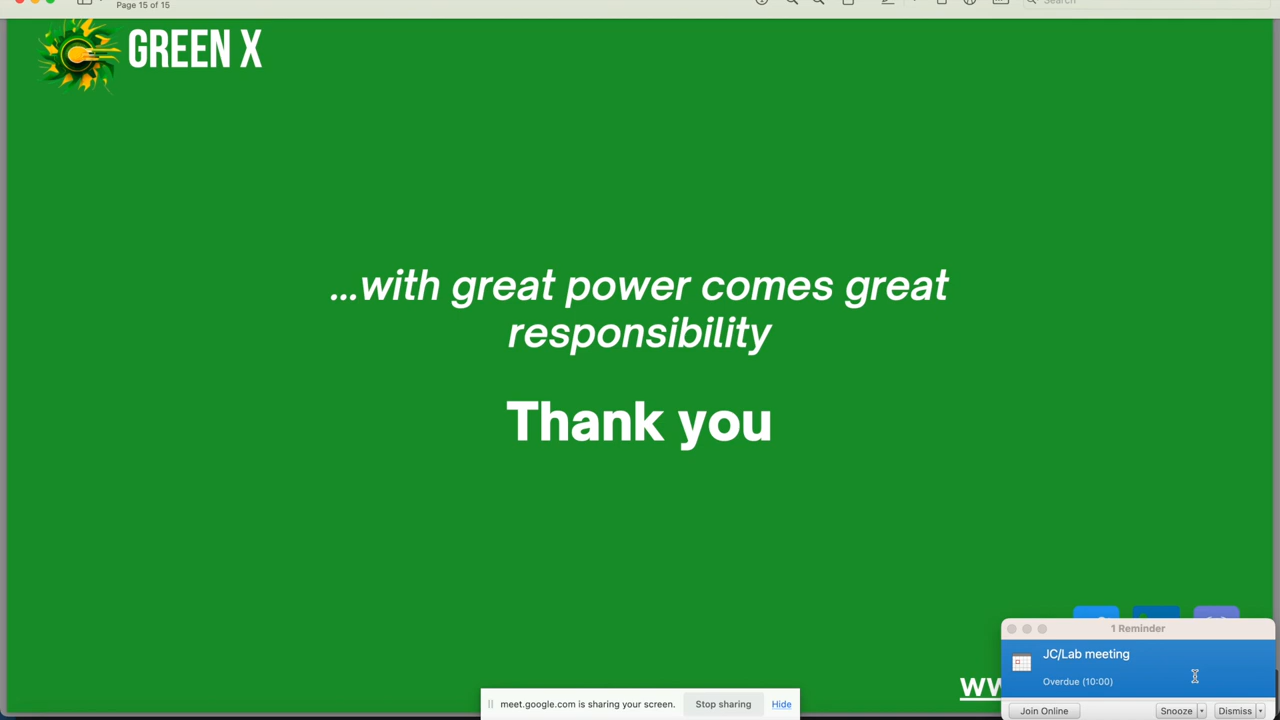 Page 15 of 15
Search
GREEN X
...with great power comes great
responsibility
Thank you
1 Reminder
JC/Lab meeting
Overdue (10:00)
Join Online
Snooze
Dismiss
meet.google.com is sharing your screen.
Stop sharing
Hide